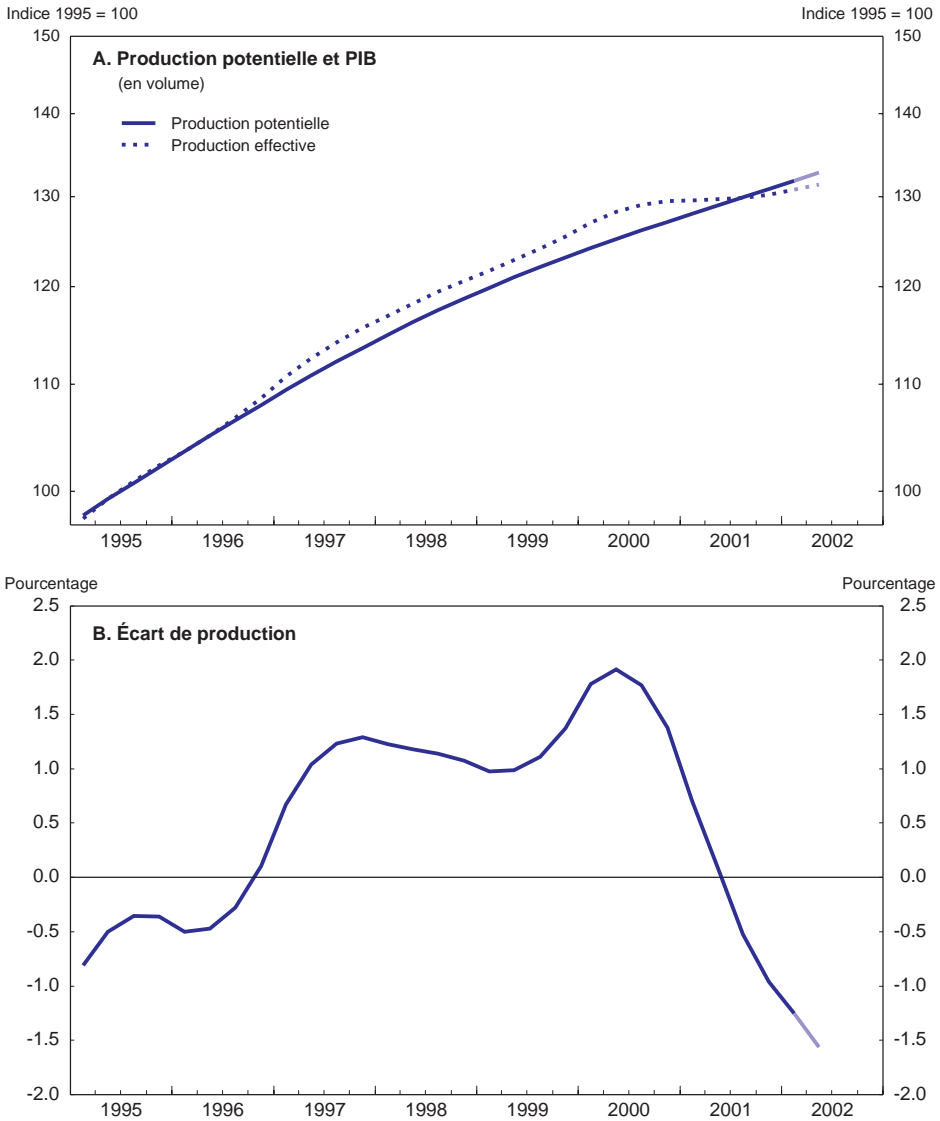 Indice 1995 = 100 Indice 1995 = 100
150 150
A. Production potentielle et PIB
(en volume)
140 140
Production potentielle
Production effective
130 130
120 120
110 110
100 100
1995 1996 1997 1998 1999 2000 2001 2002
Pourcentage Pourcentage
2.5 2.5
B. Écart de production
2.0 2.0
1.5 1.5
1.0 1.0
0.5 0.5
0.0 0.0
-0.5 -0.5
-1.0 -1.0
-1.5 -1.5
-2.0 -2.0
1995 1996 1997 1998 1999 2000 2001 2002